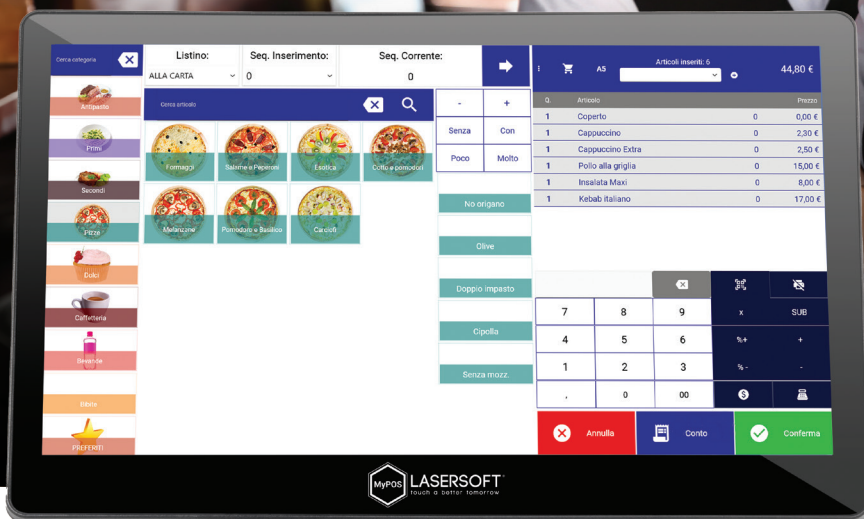 Cerca categoria
Antipasto
Primi
Secondi
Pizze
Dolci
Caffetteria
Bevande
Bibite
PREFERITI
Listino:
Seq. Inserimento:
Seq. Corrente:
ALLA CARTA
0
0
Cerca articolo
Formaggi
Salame e Peperoni
Esotica
Cotto e pomodori
Melanzane
Pomodoro e Basilico
Carciofi
- +
Senza Con
Poco Molto
No origano
Olive
Doppio impasto
Cipolla
Senza mozz.
A5
Articoli inseriti: 6
44,80 €
Q. Articolo Prezzo
1 Coperto 0 0,00 €
1 Cappuccino 0 2,30 €
1 Cappuccino Extra 0 2,50 €
1 Pollo alla griglia 0 15,00 €
1 Insalata Maxi 0 8,00 €
1 Kebab italiano 0 17,00 €
7 8 9 x SUB
4 5 6 %+ +
1 2 3 %- -
, 0 00
Annulla
Conto
Conferma
MyPOS LASERSOFT
touch a better tomorrow